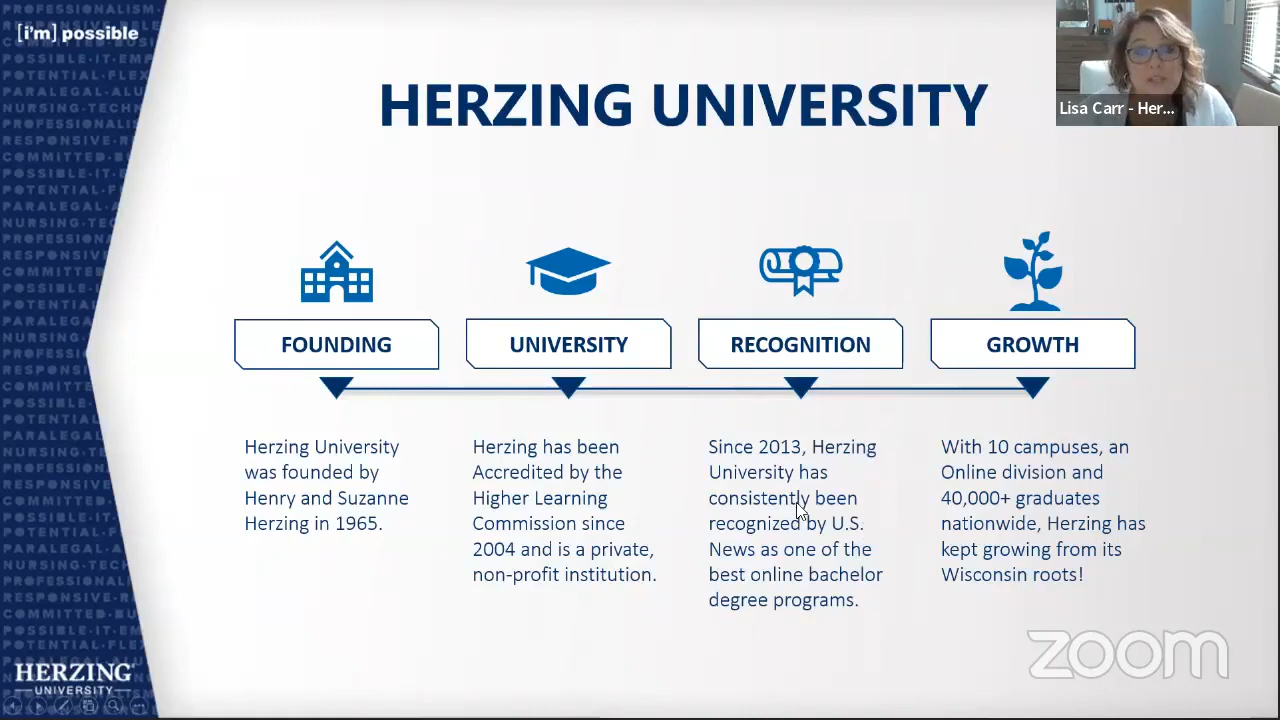 [i'm] possible
HERZING UNIVERSITY
Lisa Carr - Her...
FOUNDING
UNIVERSITY
RECOGNITION
GROWTH
Herzing University
was founded by
Henry and Suzanne
Herzing in 1965.
Herzing has been
Accredited by the
Higher Learning
Commission since
2004 and is a private,
non-profit institution.
Since 2013, Herzing
University has
consistently been
recognized by U.S.
News as one of the
best online bachelor
degree programs.
With 10 campuses, an
Online division and
40,000+ graduates
nationwide, Herzing has
kept growing from its
Wisconsin roots!
zoom
HERZING
UNIVERSITY